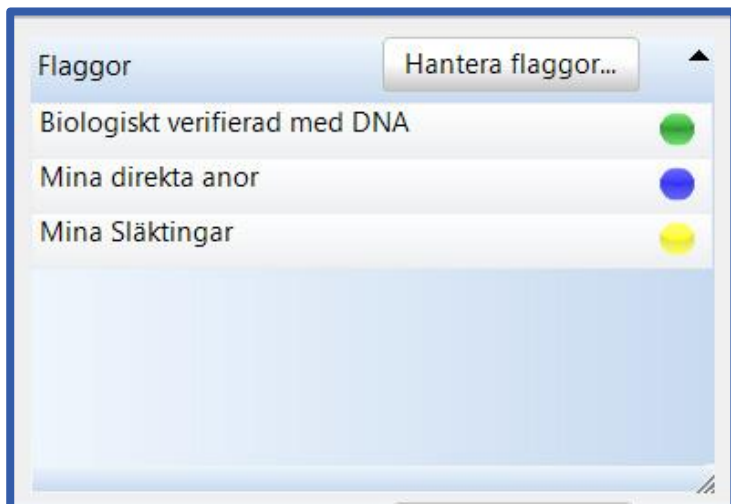 Flaggor
Hantera flaggor...
Biologiskt verifierad med DNA
Mina direkta anor
Mina Släktingar